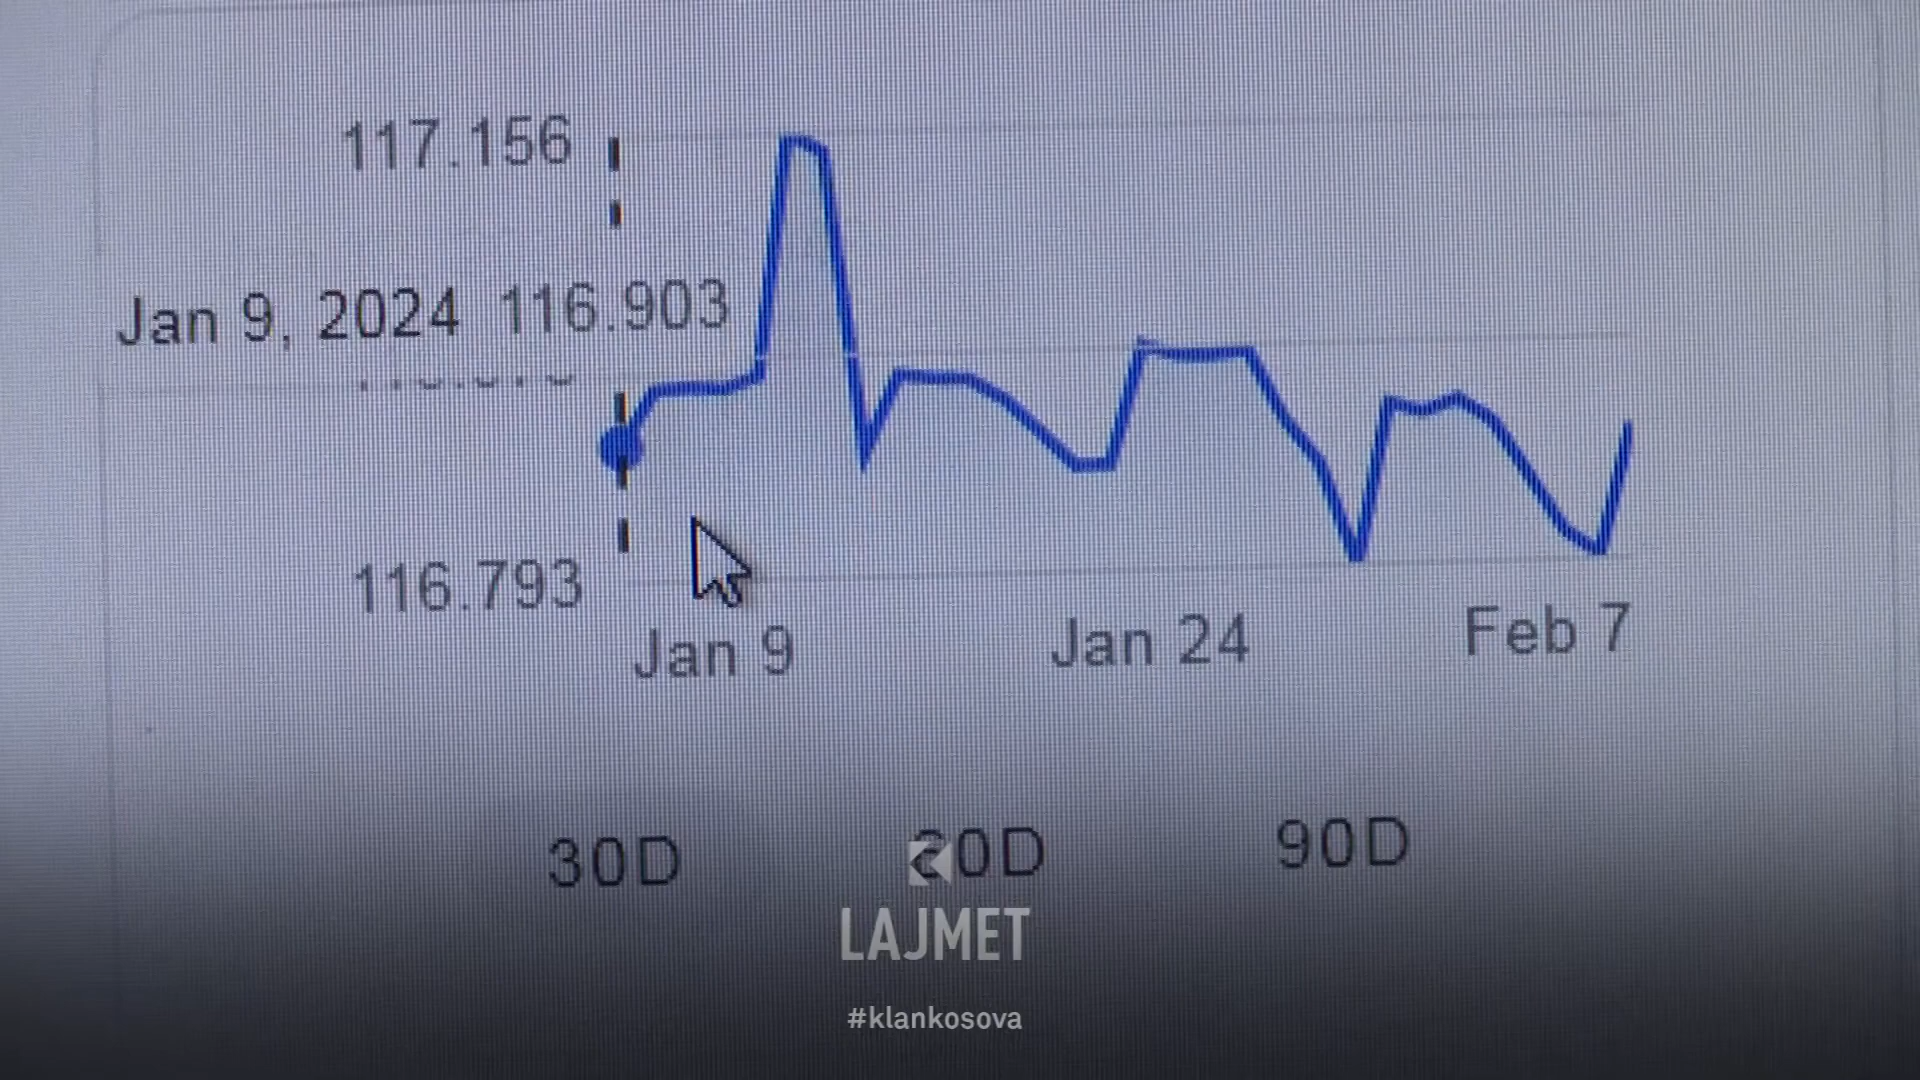 117.156
Jan 9, 2024 116.903
116.793
Jan 9 Jan 24 Feb 7
30D 60D 90D
LAJMET
#klankosova